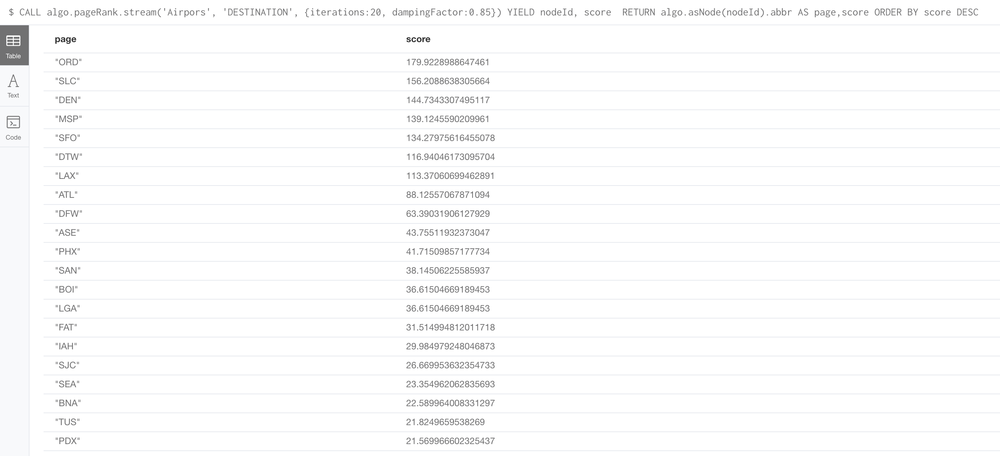 $ CALL algo.pageRank.stream('Airpors', 'DESTINATION', {iterations:20, dampingFactor:0.85}) YIELD nodeId, score  RETURN algo.asNode(nodeId).abbr AS page,score ORDER BY score DESC
Table
Text
Code
page score
"ORD" 179.9228988647461
"SLC" 156.2088638305664
"DEN" 144.7343307495117
"MSP" 139.1245590209961
"SFO" 134.27975616455078
"DTW" 116.94046173095704
"LAX" 113.37060699462891
"ATL" 88.12557067871094
"DFW" 63.39031906127929
"ASE" 43.75511932373047
"PHX" 41.71509857177734
"SAN" 38.14506225585937
"BOI" 36.61504669189453
"LGA" 36.61504669189453
"FAT" 31.514994812011718
"IAH" 29.984979248046873
"SJC" 26.669953632354733
"SEA" 23.354962062835693
"BNA" 22.589964008331297
"TUS" 21.8249659538269
"PDX" 21.569966602325437